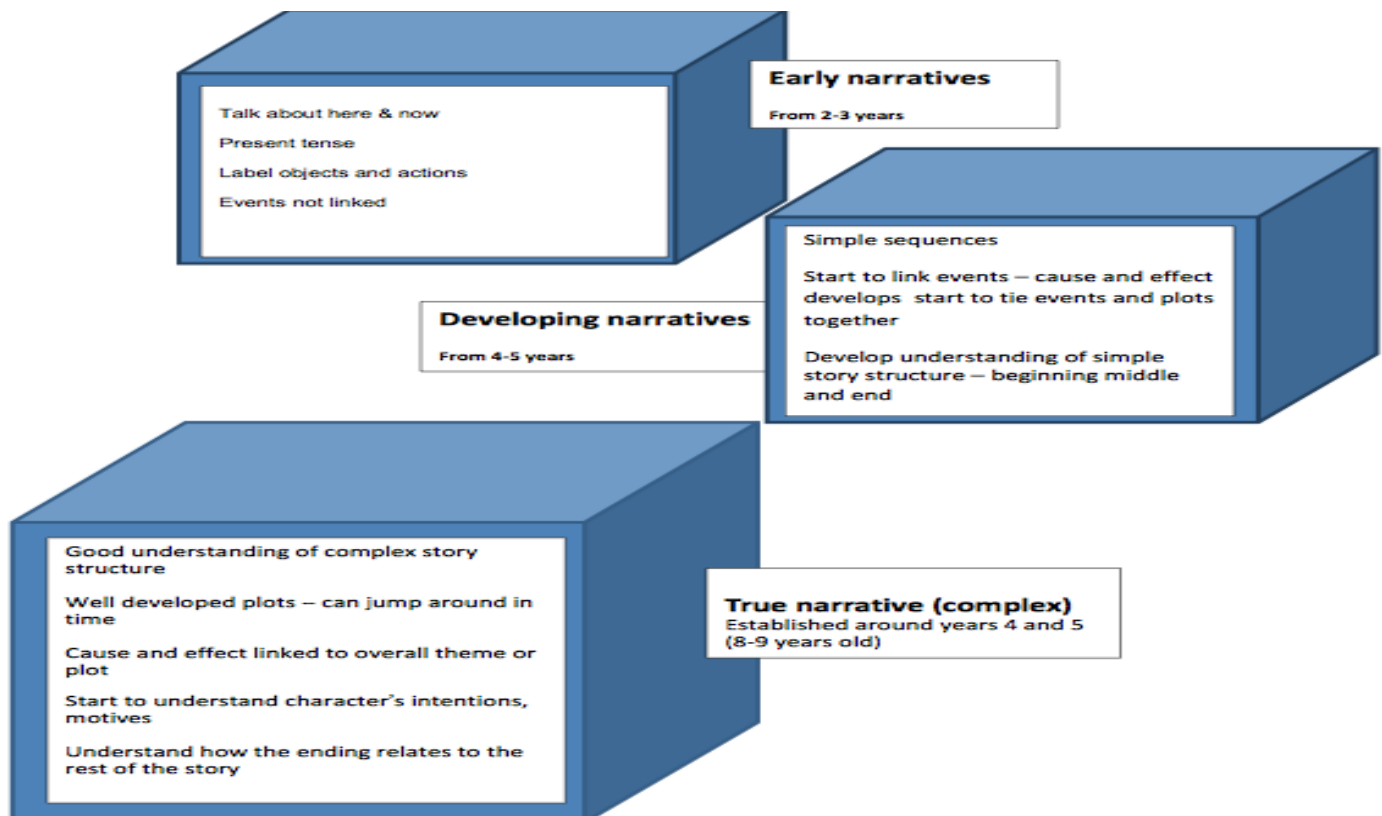 Early narratives
From 2-3 years
Talk about here & now
Present tense
Label objects and actions
Events not linked
Simple sequences
Start to link events – cause and effect
develops  start to tie events and plots
together
Develop understanding of simple
story structure – beginning middle
and end
Developing narratives
From 4-5 years
Good understanding of complex story
structure
Well developed plots – can jump around in
time
Cause and effect linked to overall theme or
plot
Start to understand character’s intentions,
motives
Understand how the ending relates to the
rest of the story
True narrative (complex)
Established around years 4 and 5
(8-9 years old)